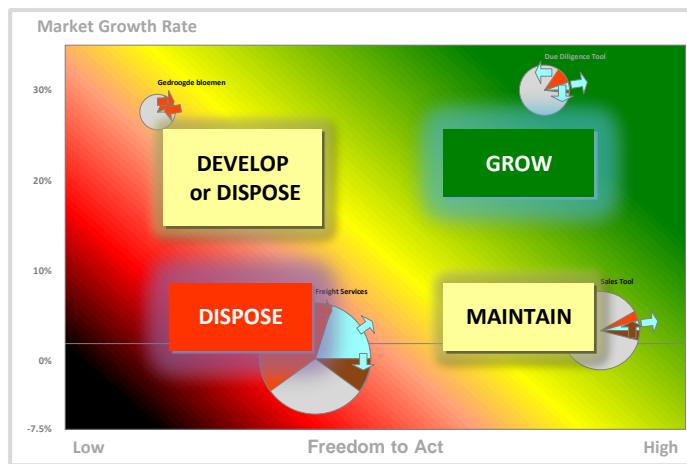 Market Growth Rate
Due Diligence Tool
Gedroogde bloemen
30%
DEVELOP
or DISPOSE
GROW
20%
10%
Freight Services
Sales Tool
DISPOSE
MAINTAIN
0%
-7.5%
Low
Freedom to Act
High